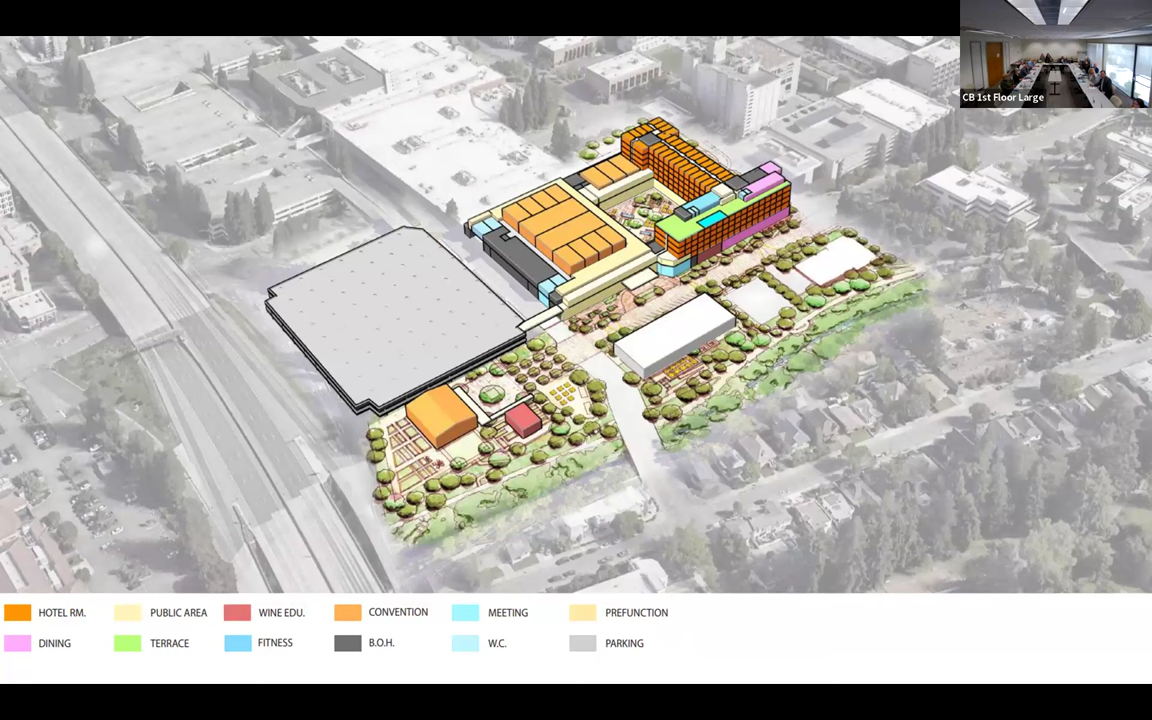 CB 1st Floor Large
HOTEL RM.
PUBLIC AREA
WINE EDU.
CONVENTION
MEETING
PREFUNCTION
DINING
TERRACE
FITNESS
B.O.H.
W.C.
PARKING